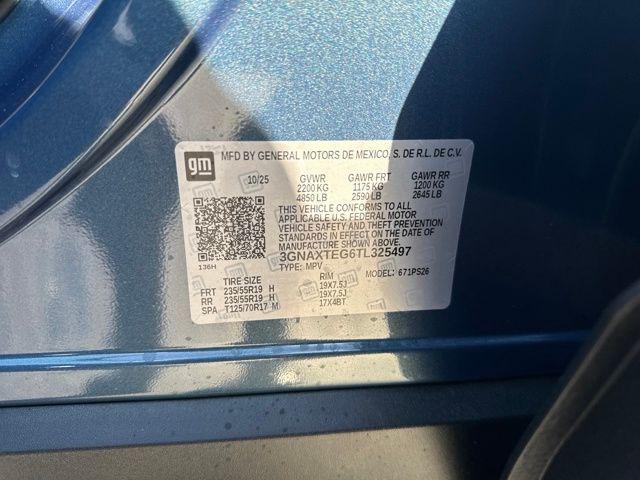 gm MFD BY GENERAL MOTORS DE MEXICO, S. DE R.L. DE C.V.
10/25 GVWR GAWR FRT GAWR RR
2200 KG 1175 KG 1200 KG
4850 LB 2590 LB 2645 LB
THIS VEHICLE CONFORMS TO ALL
APPLICABLE U.S. FEDERAL MOTOR
VEHICLE SAFETY AND THEFT PREVENTION
STANDARDS IN EFFECT ON THE DATE OF
MANUFACTURE SHOWN ABOVE.
3GNAXTEG6TL325497
136H TYPE: MPV MODEL: 671PS26
TIRE SIZE RIM
FRT 235/55R19 H 19X7.5J
RR 235/55R19 H 19X7.5J
SPA T125/70R17 M 17X4BT